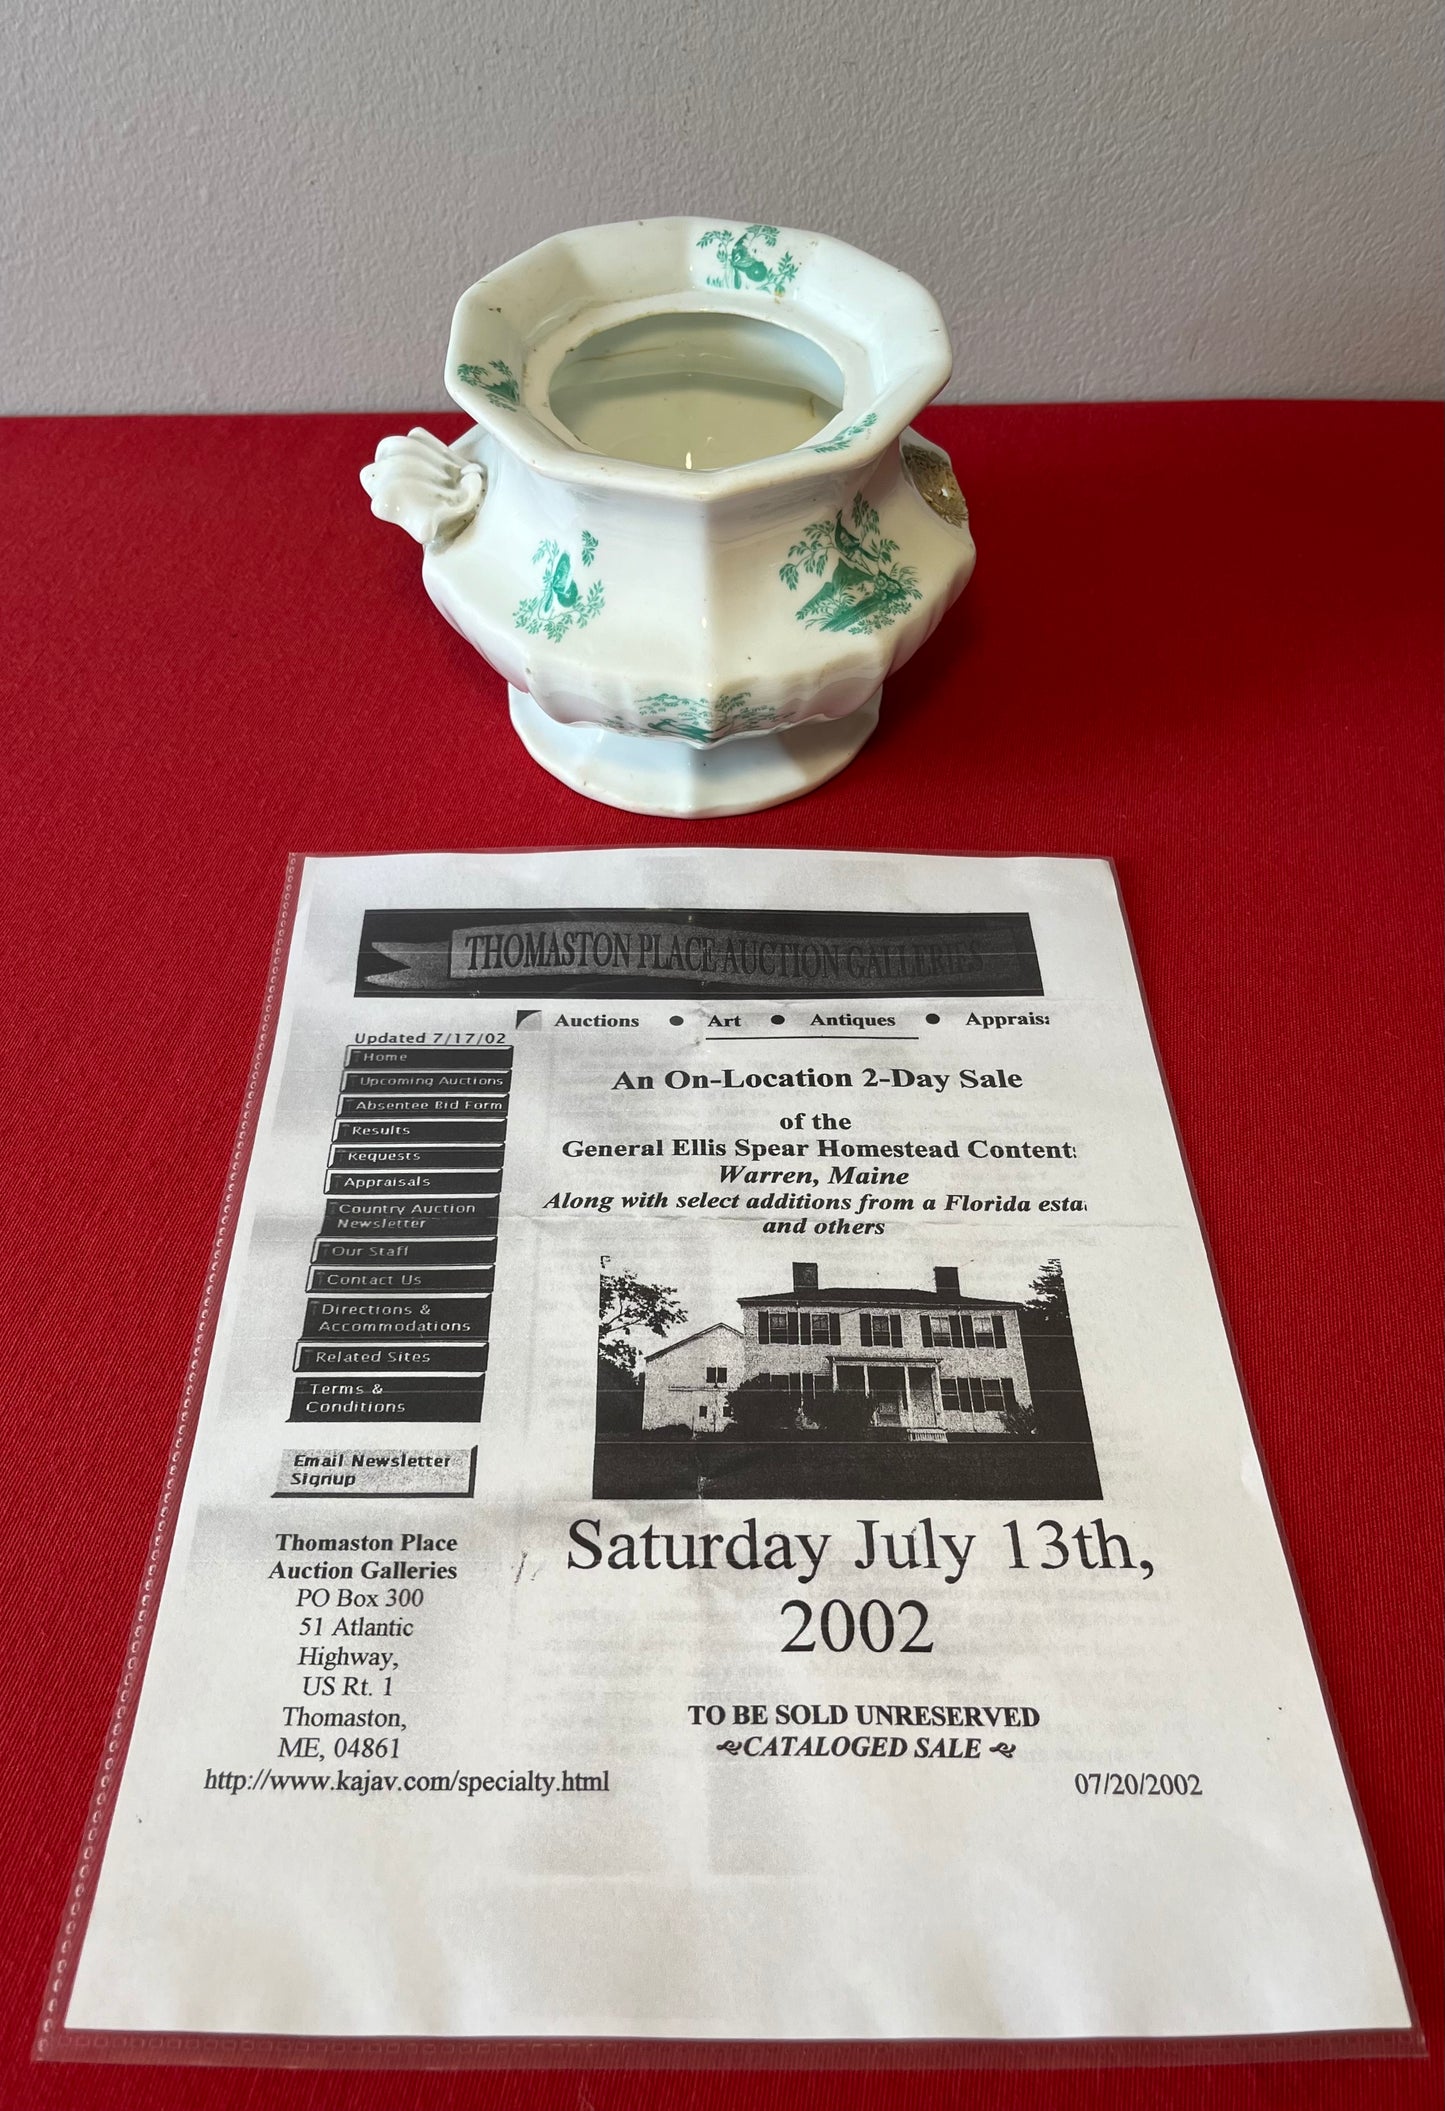 THOMASTON PLACE AUCTION GALLERIES
Auctions • Art • Antiques •
Updated 7/17/02
Home
Upcoming Auctions
Absentee Bid Form
Results
Requests
Appraisals
Country Auction
Newsletter
Our Staff
Contact Us
Directions &
Accommodations
Related Sites
Terms &
Conditions
Email Newsletter
Signup
Thomaston Place
Auction Galleries
PO Box 300
51 Atlantic
Highway,
US Rt. 1
Thomaston,
ME, 04861
An On-Location 2-Day Sale
of the
General Ellis Spear Homestead Content
Warren, Maine
Along with select additions from a Florida esta
and others
Saturday July 13th,
2002
TO BE SOLD UNRESERVED
CATALOGED SALE
http://www.kajav.com/specialty.html
07/20/2002